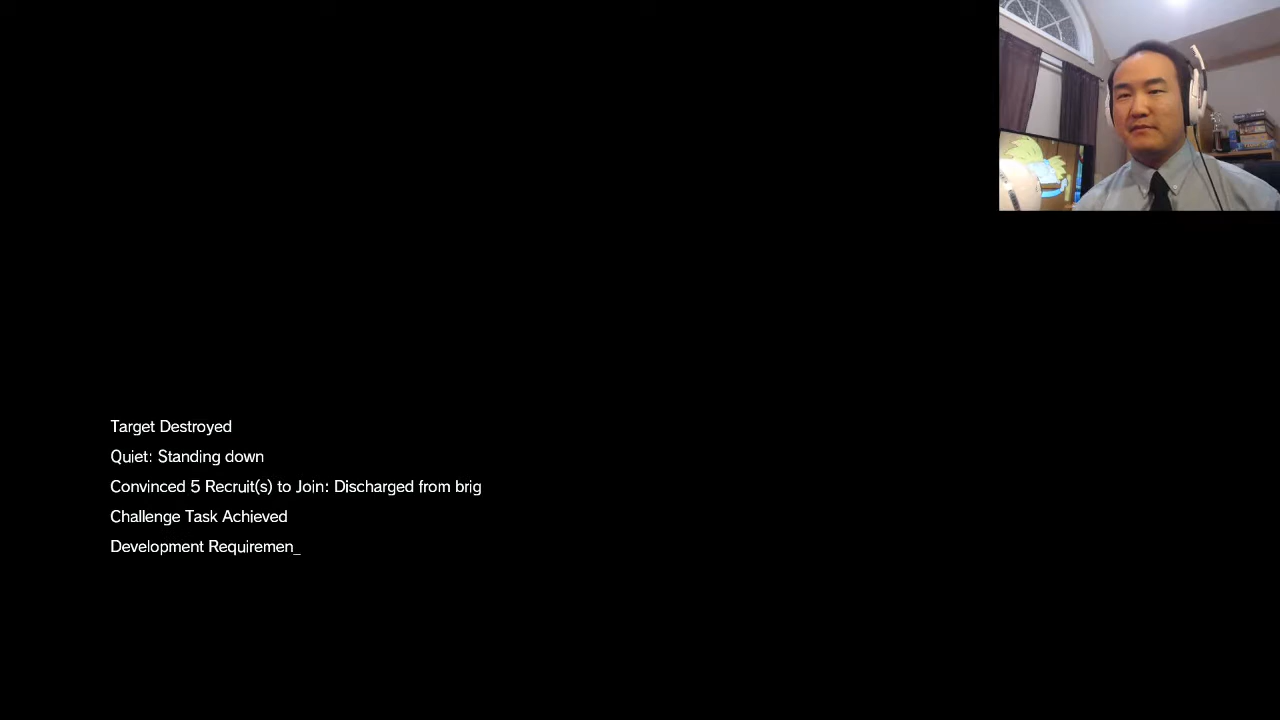 Target Destroyed
Quiet: Standing down
Convinced 5 Recruit(s) to Join: Discharged from brig
Challenge Task Achieved
Development Requiremen_